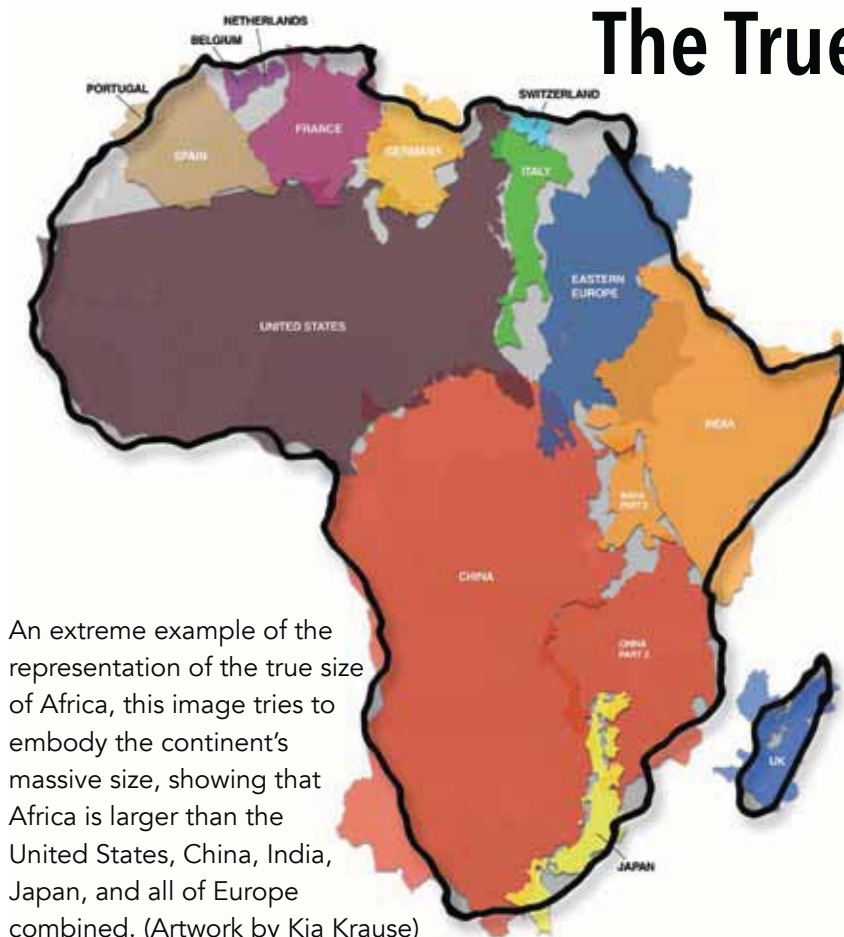 The True
NETHERLANDS
BELGIUM
PORTUGAL
SWITZERLAND
FRANCE
SPAIN
GERMANY
ITALY
EASTERN
EUROPE
UNITED STATES
INDIA
INDIA
PART 2
CHINA
CHINA
PART 2
UK
JAPAN
An extreme example of the
representation of the true size
of Africa, this image tries to
embody the continent’s
massive size, showing that
Africa is larger than the
United States, China, India,
Japan, and all of Europe
combined. (Artwork by Kia Krause)